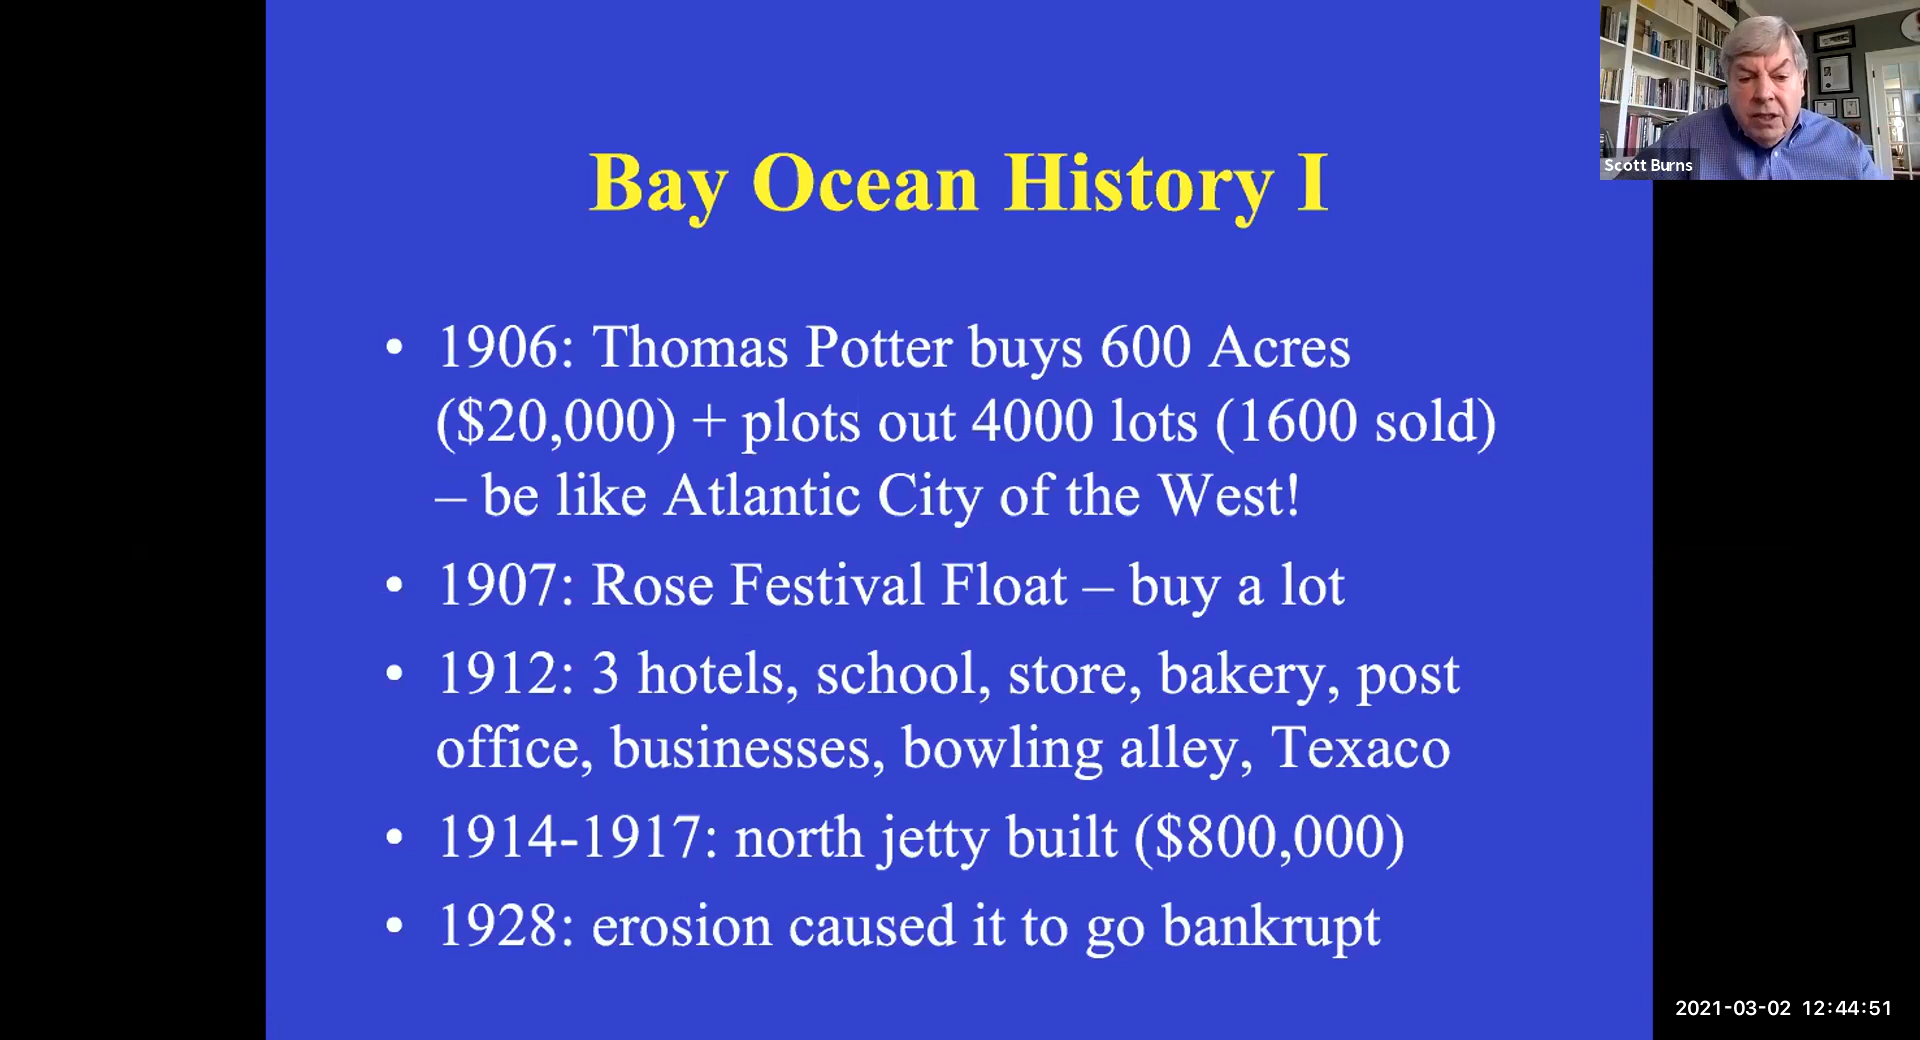 Bay Ocean History I
• 1906: Thomas Potter buys 600 Acres
($20,000) + plots out 4000 lots (1600 sold)
– be like Atlantic City of the West!
• 1907: Rose Festival Float – buy a lot
• 1912: 3 hotels, school, store, bakery, post
office, businesses, bowling alley, Texaco
• 1914-1917: north jetty built ($800,000)
• 1928: erosion caused it to go bankrupt
Scott Burns
2021-03-02 12:44:51